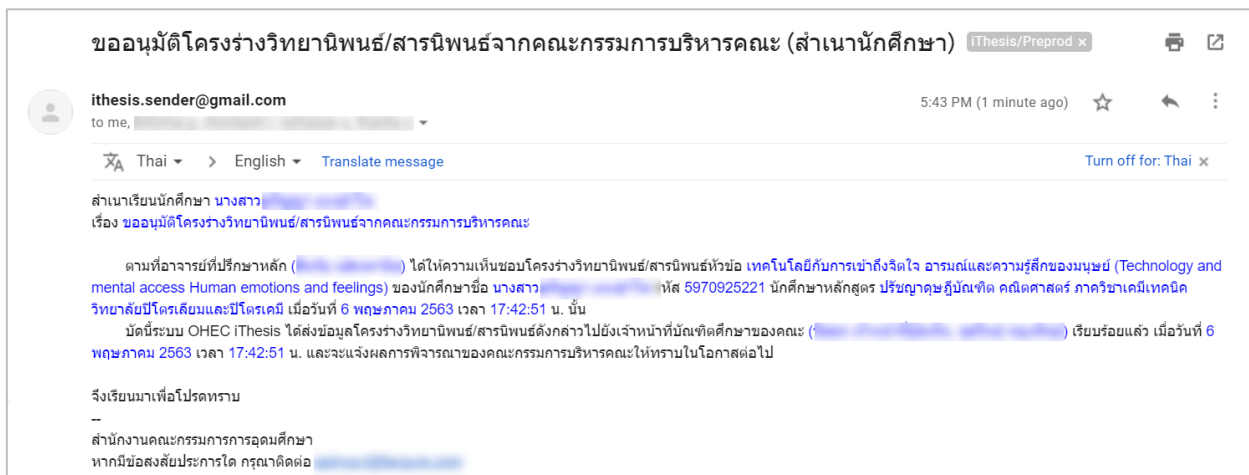 ขออนุมัติโครงร่างวิทยานิพนธ์/สารนิพนธ์จากคณะกรรมการบริหารคณะ (สำเนานักศึกษา) iThesis/Preprod ×
ithesis.sender@gmail.com 5:43 PM (1 minute ago)
to me,
Thai > English Translate message Turn off for: Thai ×
สำเนาเรียนนักศึกษา นางสาว
เรื่อง ขออนุมัติโครงร่างวิทยานิพนธ์/สารนิพนธ์จากคณะกรรมการบริหารคณะ
ตามที่อาจารย์ที่ปรึกษาหลัก ( ) ได้ให้ความเห็นชอบโครงร่างวิทยานิพนธ์/สารนิพนธ์หัวข้อ เทคโนโลยีกับการเข้าถึงจิตใจ อารมณ์และความรู้สึกของมนุษย์ (Technology and
mental access Human emotions and feelings) ของนักศึกษาชื่อ นางสาว หัส 5970925221 นักศึกษาหลักสูตร ปรัชญาดุษฎีบัณฑิต คณิตศาสตร์ ภาควิชาเคมีเทคนิค
วิทยาลัยปิโตรเลียมและปิโตรเคมี เมื่อวันที่ 6 พฤษภาคม 2563 เวลา 17:42:51 น. นั้น
บัดนี้ระบบ OHEC iThesis ได้ส่งข้อมูลโครงร่างวิทยานิพนธ์/สารนิพนธ์ดังกล่าวไปยังเจ้าหน้าที่บัณฑิตศึกษาของคณะ ( ) เรียบร้อยแล้ว เมื่อวันที่ 6
พฤษภาคม 2563 เวลา 17:42:51 น. และจะแจ้งผลการพิจารณาของคณะกรรมการบริหารคณะให้ทราบในโอกาสต่อไป
จึงเรียนมาเพื่อโปรดทราบ
--
สำนักงานคณะกรรมการการอุดมศึกษา
หากมีข้อสงสัยประการใด กรุณาติดต่อ